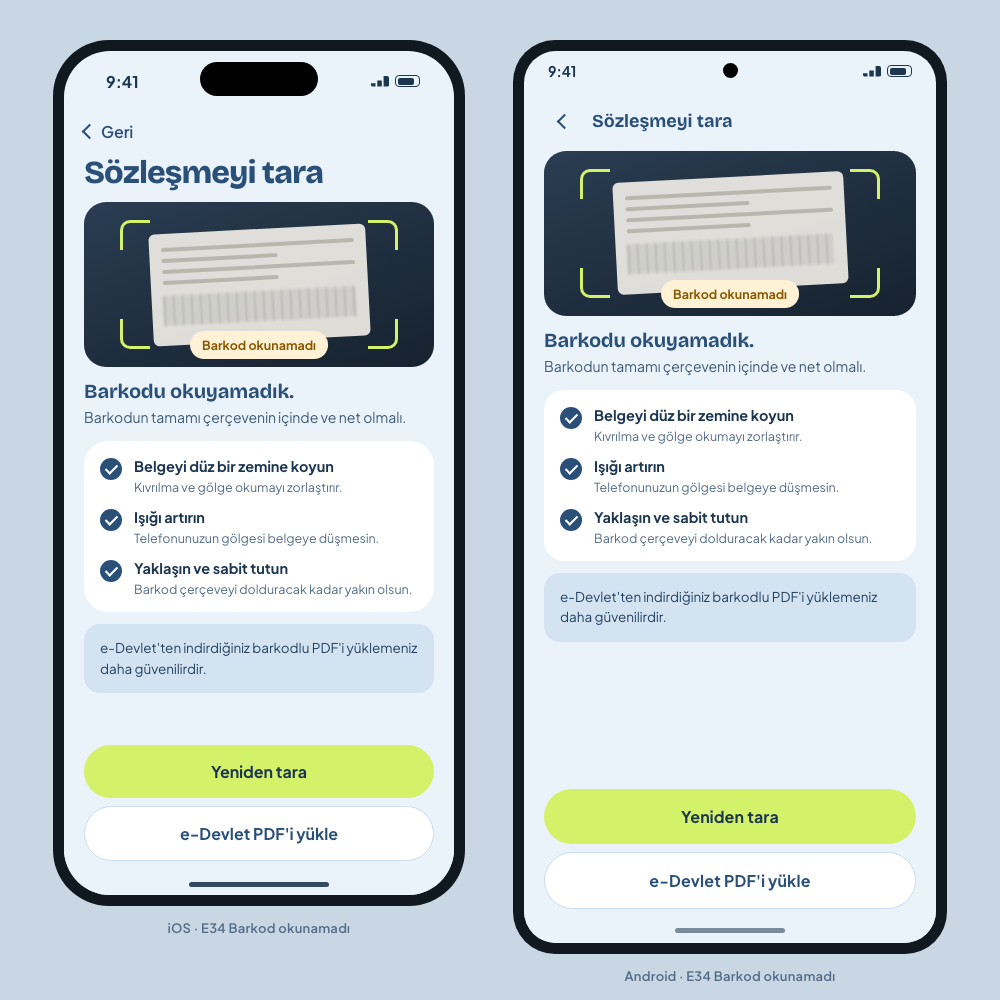 9:41
Geri
Sözleşmeyi tara
Barkod okunamadı
Barkodu okuyamadık.
Barkodun tamamı çerçevenin içinde ve net olmalı.
Belgeyi düz bir zemine koyun
Kıvrılma ve gölge okumayı zorlaştırır.
Işığı artırın
Telefonunuzun gölgesi belgeye düşmesin.
Yaklaşın ve sabit tutun
Barkod çerçeveyi dolduracak kadar yakın olsun.
e-Devlet'ten indirdiğiniz barkodlu PDF'i yüklemeniz
daha güvenilirdir.
Yeniden tara
e-Devlet PDF'i yükle
iOS · E34 Barkod okunamadı
9:41
Sözleşmeyi tara
Barkod okunamadı
Barkodu okuyamadık.
Barkodun tamamı çerçevenin içinde ve net olmalı.
Belgeyi düz bir zemine koyun
Kıvrılma ve gölge okumayı zorlaştırır.
Işığı artırın
Telefonunuzun gölgesi belgeye düşmesin.
Yaklaşın ve sabit tutun
Barkod çerçeveyi dolduracak kadar yakın olsun.
e-Devlet'ten indirdiğiniz barkodlu PDF'i yüklemeniz
daha güvenilirdir.
Yeniden tara
e-Devlet PDF'i yükle
Android · E34 Barkod okunamadı